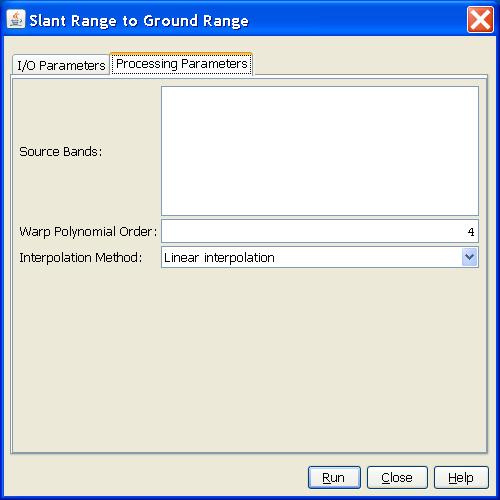 Slant Range to Ground Range
I/O Parameters Processing Parameters
Source Bands:
Warp Polynomial Order: 4
Interpolation Method: Linear interpolation
Run Close Help